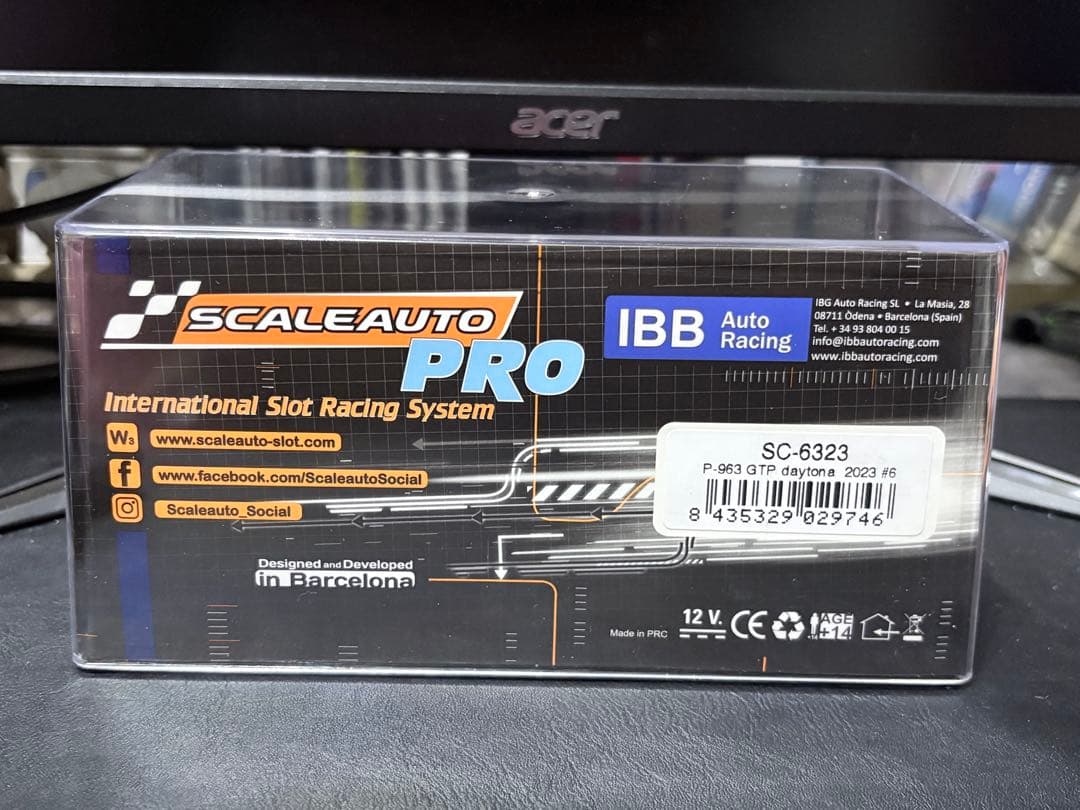 acer
SCALEAUTO
PRO
International Slot Racing System
W3 www.scaleauto-slot.com
f www.facebook.com/ScaleautoSocial
Scaleauto_Social
Designed and Developed
in Barcelona
IBB Auto
Racing
IBG Auto Racing SL • La Masia, 28
08711 Òdena • Barcelona (Spain)
Tel. + 34 93 804 00 15
info@ibbautoracing.com
www.ibbautoracing.com
SC-6323
P-963 GTP daytona 2023 #6
8 435329 029746
Made in PRC
12 V.
CE
AGE
+14